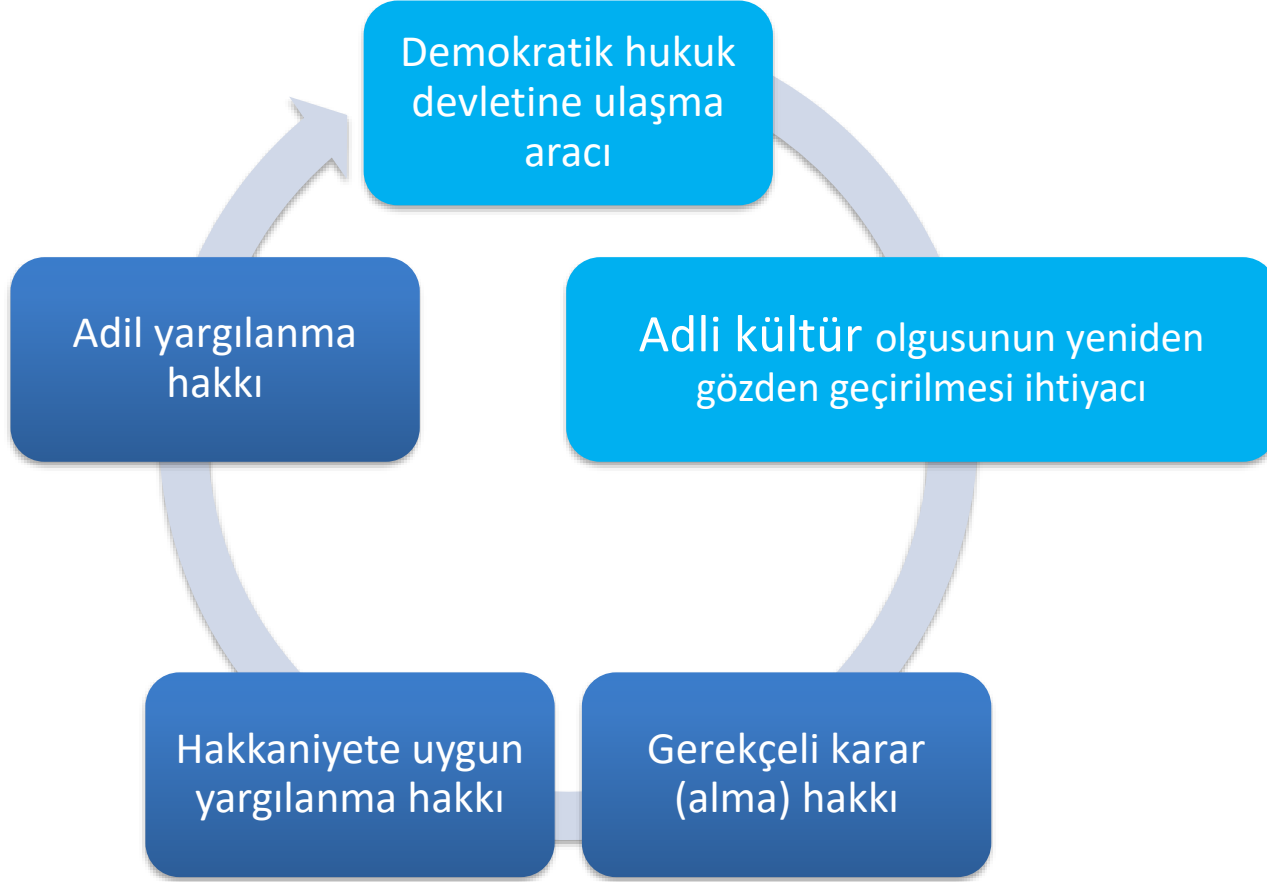 Demokratik hukuk
devletine ulaşma
aracı
Adli kültür olgusunun yeniden
gözden geçirilmesi ihtiyacı
Gerekçeli karar
(alma) hakkı
Hakkaniyete uygun
yargılanma hakkı
Adil yargılanma
hakkı